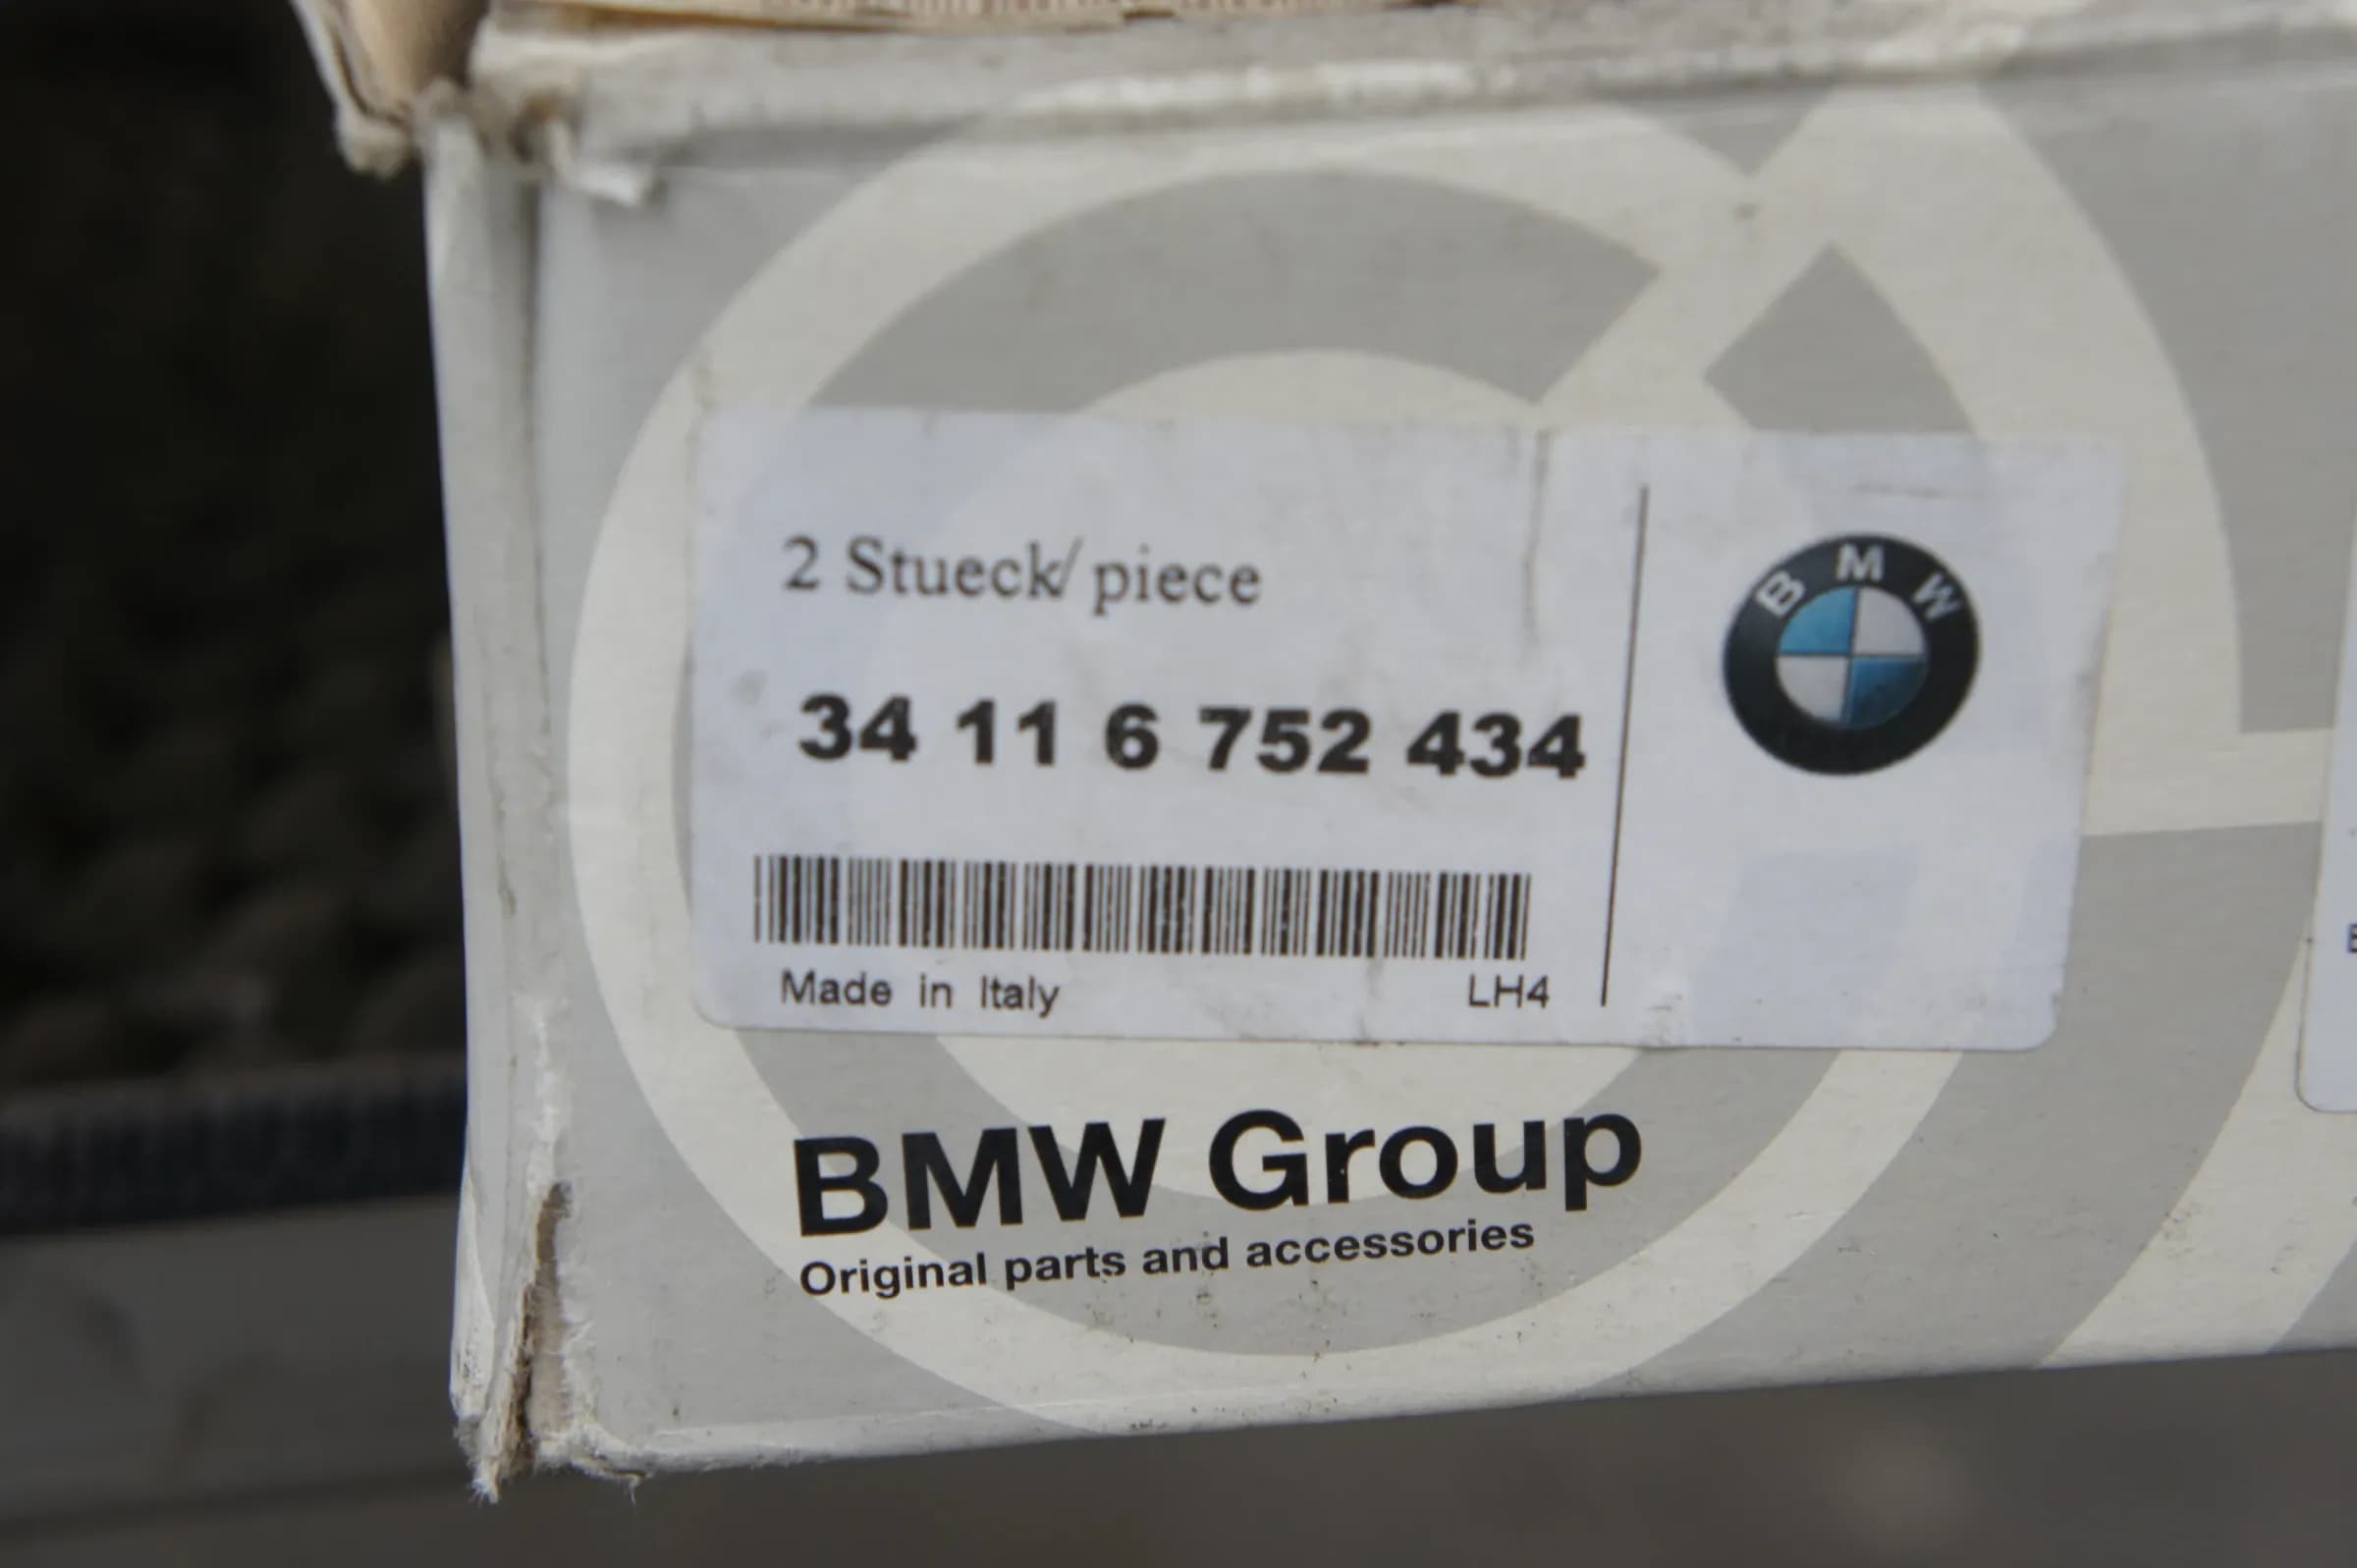 2 Stueck/ piece
34 11 6 752 434
BMW
Made in Italy LH4
BMW Group
Original parts and accessories